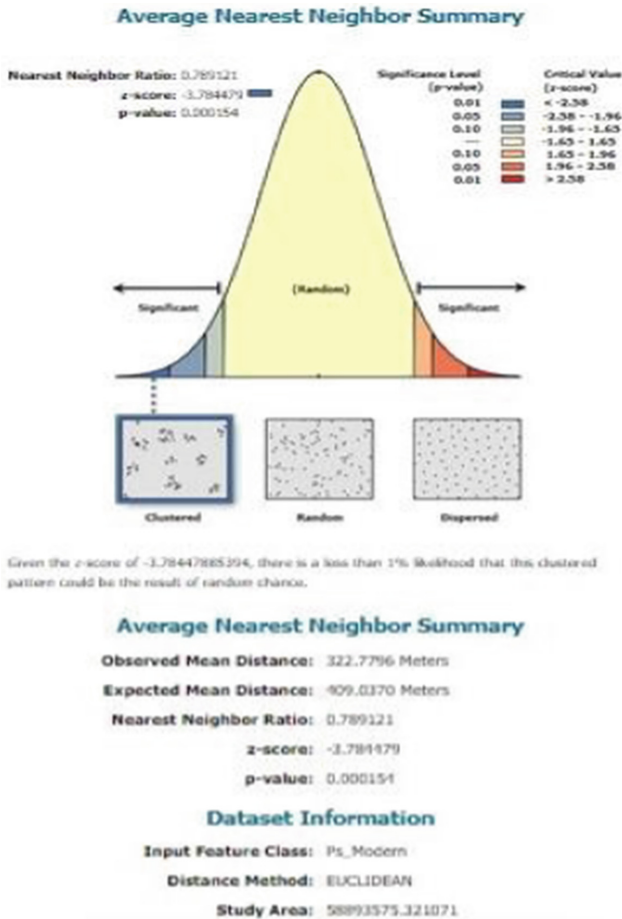 Average Nearest Neighbor Summary
Nearest Neighbor Ratio: 0.789121
z-score: -3.784479
p-value: 0.000154
Significance Level (p-value)
Critical Value (z-score)
0.01 < -2.58
0.05 -2.58 - -1.96
0.10 -1.96 - -1.65
— -1.65 - 1.65
0.10 1.65 - 1.96
0.05 1.96 - 2.58
0.01 > 2.58
(Random)
Significant
Significant
Clustered
Random
Dispersed
Given the z-score of -3.78447885394, there is a less than 1% likelihood that this clustered
pattern could be the result of random chance.
Average Nearest Neighbor Summary
Observed Mean Distance: 322.7796 Meters
Expected Mean Distance: 409.0370 Meters
Nearest Neighbor Ratio: 0.789121
z-score: -3.784479
p-value: 0.000154
Dataset Information
Input Feature Class: Ps_Modern
Distance Method: EUCLIDEAN
Study Area: 58893575.321071